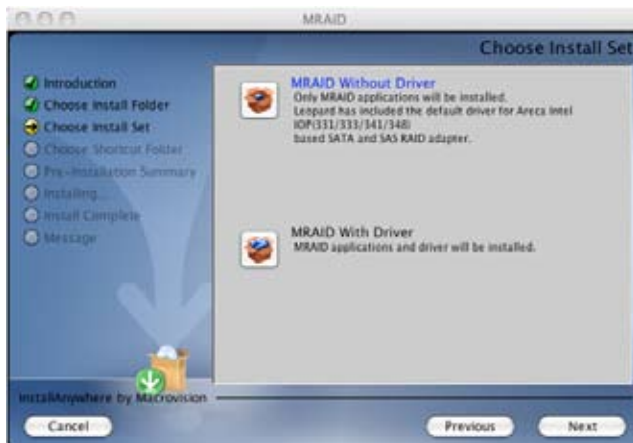 MRAID
Choose Install Set
Introduction
Choose Install Folder
Choose Install Set
Choose Shortcut Folder
Pre-Installation Summary
Installing...
Install Complete
Message
MRAID Without Driver
Only MRAID applications will be installed.
Leopard has included the default driver for Areca Intel
IOP(331/333/341/348)
based SATA and SAS RAID adapter.
MRAID With Driver
MRAID applications and driver will be installed.
InstallAnywhere by Macrovision
Cancel
Previous
Next